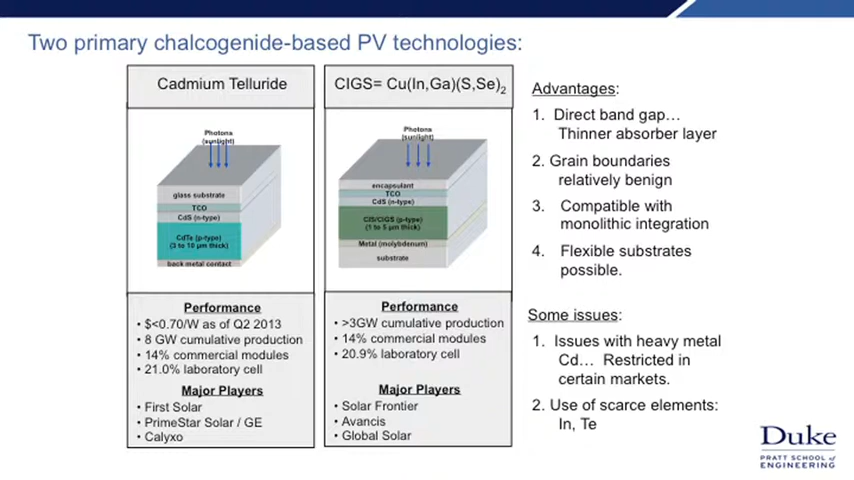 Two primary chalcogenide-based PV technologies:
Cadmium Telluride
Photons
(sunlight)
glass substrate
TCO
CdS (n-type)
CdTe (p-type)
(3 to 10 µm thick)
back metal contact
Performance
• $<0.70/W as of Q2 2013
• 8 GW cumulative production
• 14% commercial modules
• 21.0% laboratory cell
Major Players
• First Solar
• PrimeStar Solar / GE
• Calyxo
CIGS= Cu(In,Ga)(S,Se)2
Photons
(sunlight)
encapsulant
TCO
CdS (n-type)
CIS/CIGS (p-type)
(1 to 5 µm thick)
Metal (molybdenum)
substrate
Performance
• >3GW cumulative production
• 14% commercial modules
• 20.9% laboratory cell
Major Players
• Solar Frontier
• Avancis
• Global Solar
Advantages:
1. Direct band gap…
Thinner absorber layer
2. Grain boundaries
relatively benign
3. Compatible with
monolithic integration
4. Flexible substrates
possible.
Some issues:
1. Issues with heavy metal
Cd… Restricted in
certain markets.
2. Use of scarce elements:
In, Te
Duke
PRATT SCHOOL of
ENGINEERING